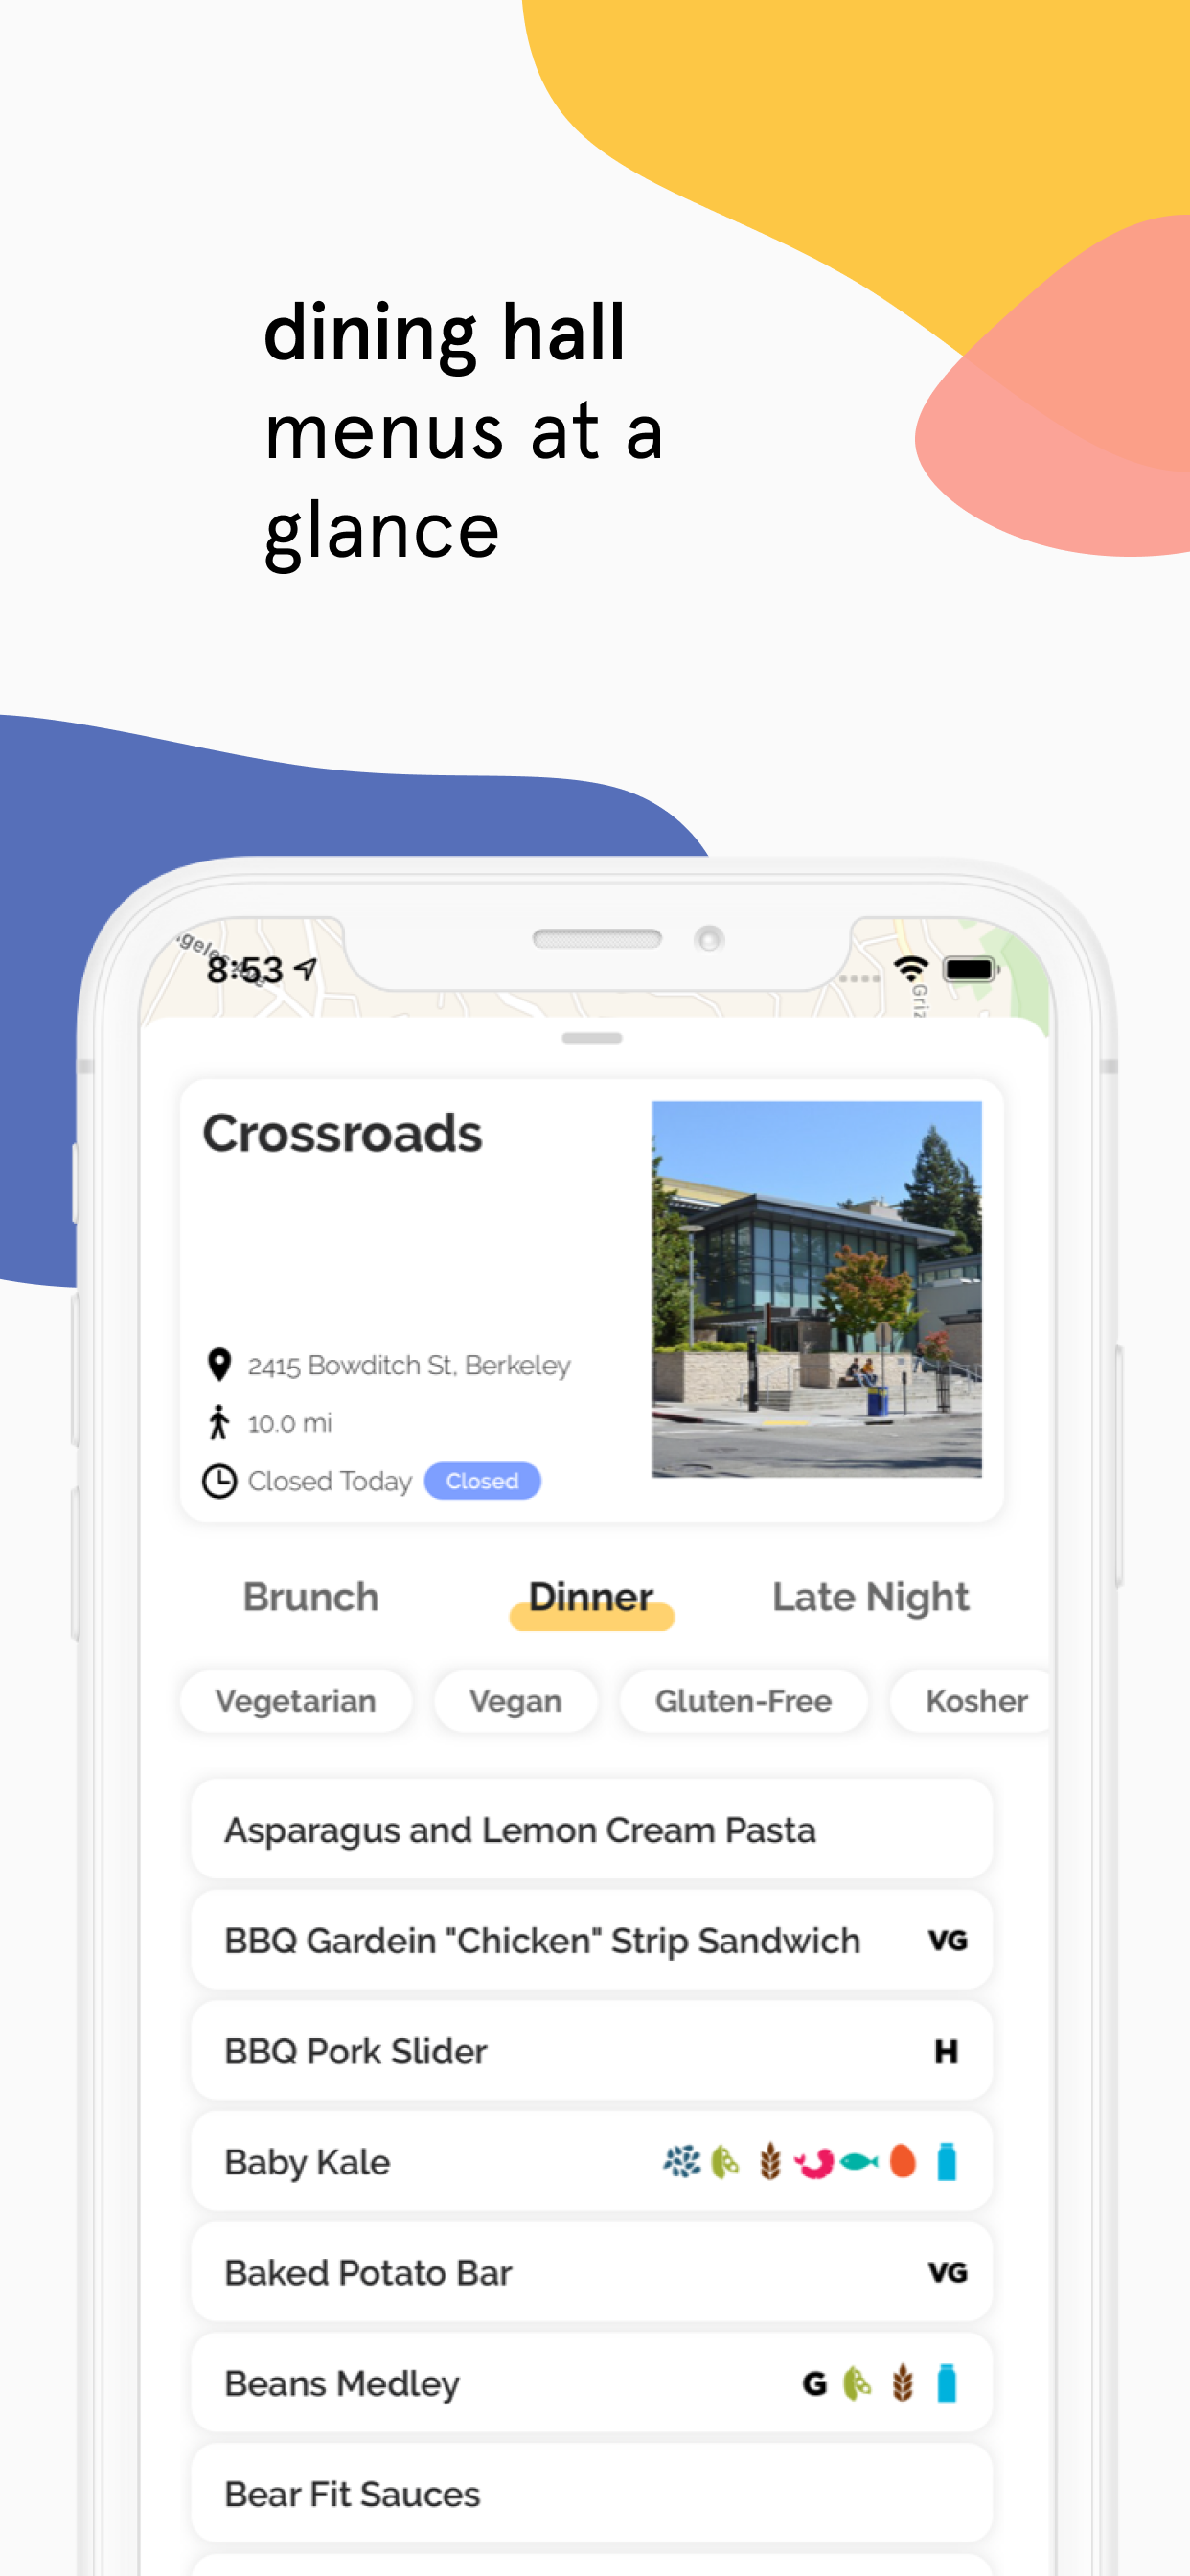 dining hall
menus at a
glance
8:53
Griz
Crossroads
2415 Bowditch St, Berkeley
10.0 mi
Closed Today Closed
Brunch Dinner Late Night
Vegetarian Vegan Gluten-Free Kosher
Asparagus and Lemon Cream Pasta
BBQ Gardein "Chicken" Strip Sandwich VG
BBQ Pork Slider H
Baby Kale
Baked Potato Bar VG
Beans Medley G
Bear Fit Sauces